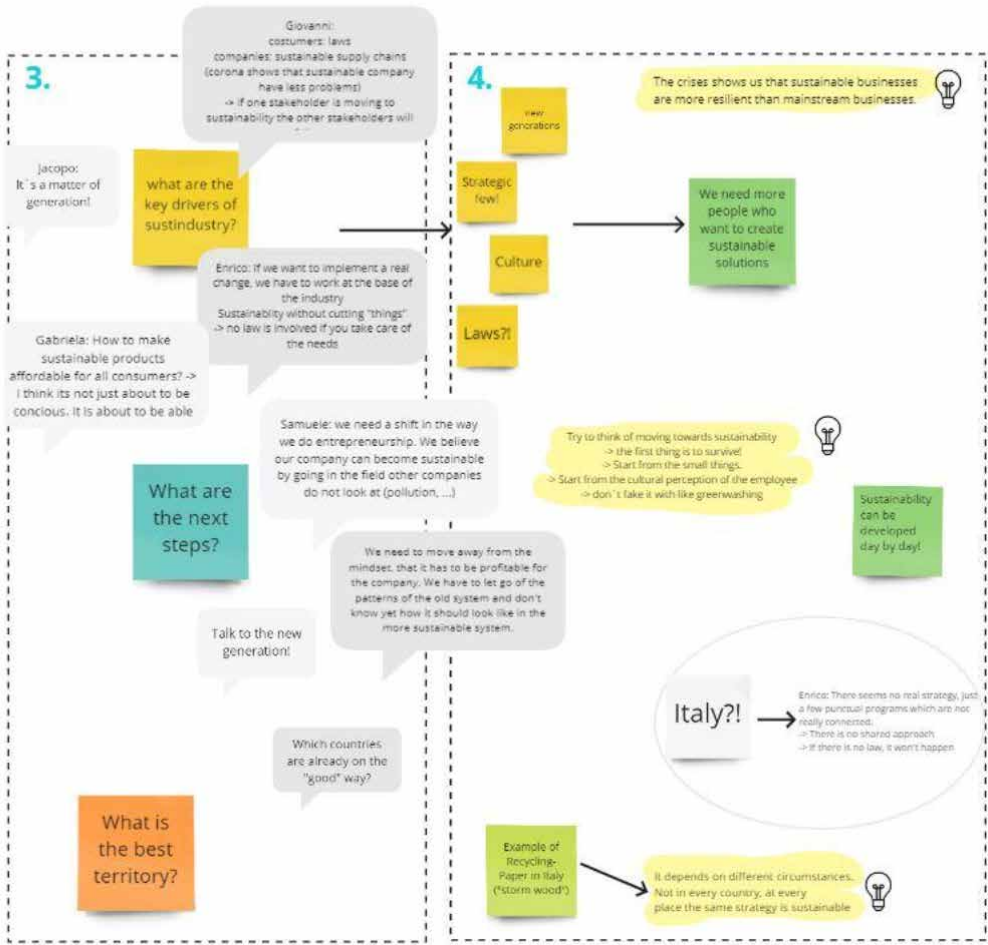 3.
Giovanni:
costumers: laws
companies: sustainable supply chains
(corona shows that sustainable company
have less problems)
-> if one stakeholder is moving to
sustainability the other stakeholders will
Jacopo:
It`s a matter of
generation!
what are the
key drivers of
sustindustry?
Enrico: If we want to implement a real
change, we have to work at the base of
the industry
Sustainablity without cutting "things"
-> no law is involved if you take care of
the needs
Gabriela: How to make
sustainable products
affordable for all consumers? ->
I think its not just about to be
concious. It is about to be able
Samuele: we need a shift in the way
we do entrepreneurship. We believe
our company can become sustainable
by going in the field other companies
do not look at (pollution, ...)
What are
the next
steps?
We need to move away from the
mindset, that it has to be profitable for
the company. We have to let go of the
patterns of the old system and don't
know yet how it should look like in the
more sustainable system.
Talk to the new
generation!
Which countries
are already on the
"good" way?
What is
the best
territory?
4.
The crises shows us that sustainable businesses
are more resilient than mainstream businesses.
new
generations
Strategic
few!
Culture
Laws?!
We need more
people who
want to create
sustainable
solutions
Try to think of moving towards sustainability
-> the first thing is to survive!
-> Start from the small things.
-> Start from the cultural perception of the employee
-> don`t fake it wish like greenwashing
Sustainability
can be
developed
day by day!
Italy?!
Enrico: There seems no real strategy, just
a few punctual programs which are not
really connected.
-> There is no shared approach
-> If there is no law, it won't happen
Example of
Recycling-
Paper in Italy
("storm wood")
It depends on different circumstances.
Not in every country, at every
place the same strategy is sustainable